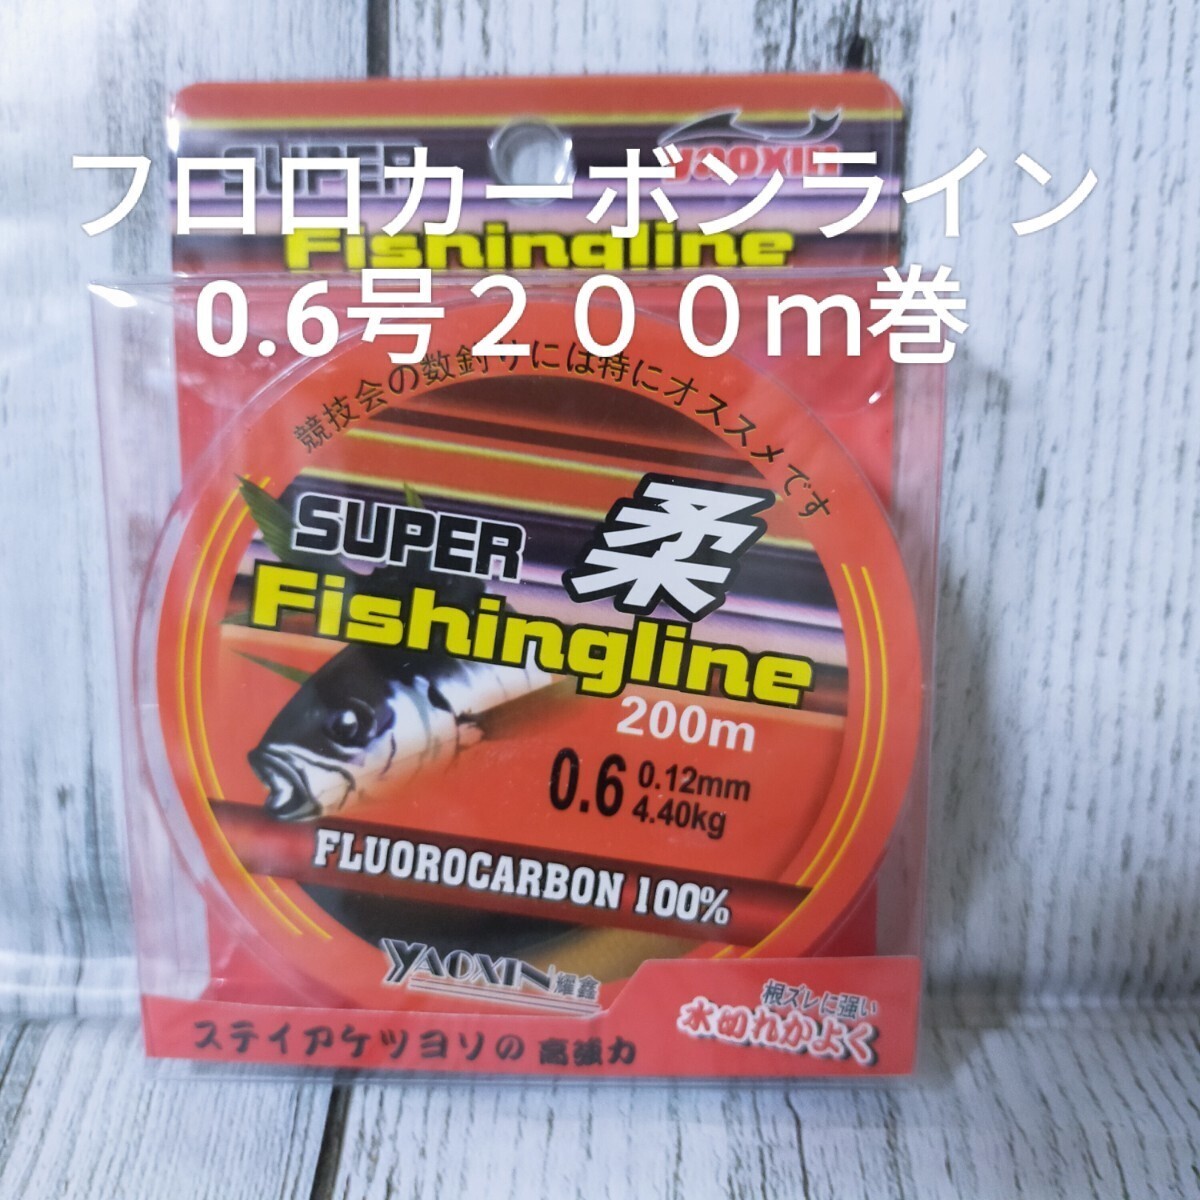 フロロカーボンライン
0.6号２００ｍ巻
SUPER
yaoxin
Fishingline
競技会の数釣りには特にオススメです
SUPER
柔
Fishingline
200m
0.6
0.12mm
4.40kg
FLUOROCARBON 100%
YAOXIN 耀鑫
根ズレに強い
水めれかよく
ステイアケツヨソの 高張力